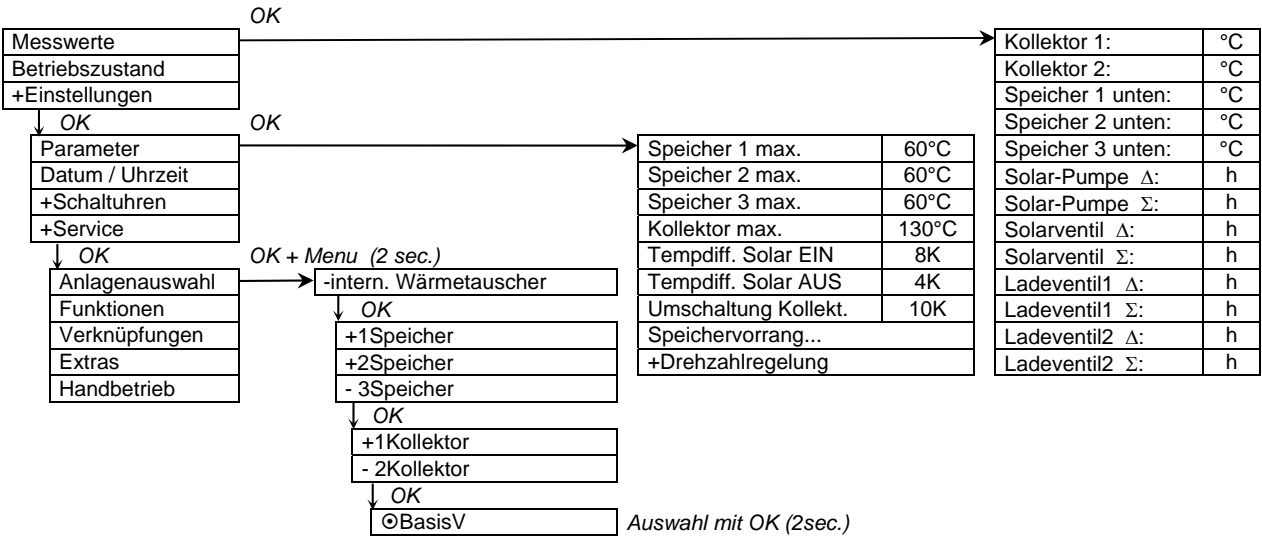 OK
Messwerte
Betriebszustand
+Einstellungen
OK
OK
Parameter
Datum / Uhrzeit
+Schaltuhren
+Service
OK
OK + Menu (2 sec.)
Anlagenauswahl
Funktionen
Verknüpfungen
Extras
Handbetrieb
-intern. Wärmetauscher
OK
+1Speicher
+2Speicher
- 3Speicher
OK
+1Kollektor
- 2Kollektor
OK
⊙BasisV
Auswahl mit OK (2sec.)
Speicher 1 max. 60°C
Speicher 2 max. 60°C
Speicher 3 max. 60°C
Kollektor max. 130°C
Tempdiff. Solar EIN 8K
Tempdiff. Solar AUS 4K
Umschaltung Kollekt. 10K
Speichervorrang...
+Drehzahlregelung
Kollektor 1: °C
Kollektor 2: °C
Speicher 1 unten: °C
Speicher 2 unten: °C
Speicher 3 unten: °C
Solar-Pumpe Δ: h
Solar-Pumpe Σ: h
Solarventil Δ: h
Solarventil Σ: h
Ladeventil1 Δ: h
Ladeventil1 Σ: h
Ladeventil2 Δ: h
Ladeventil2 Σ: h